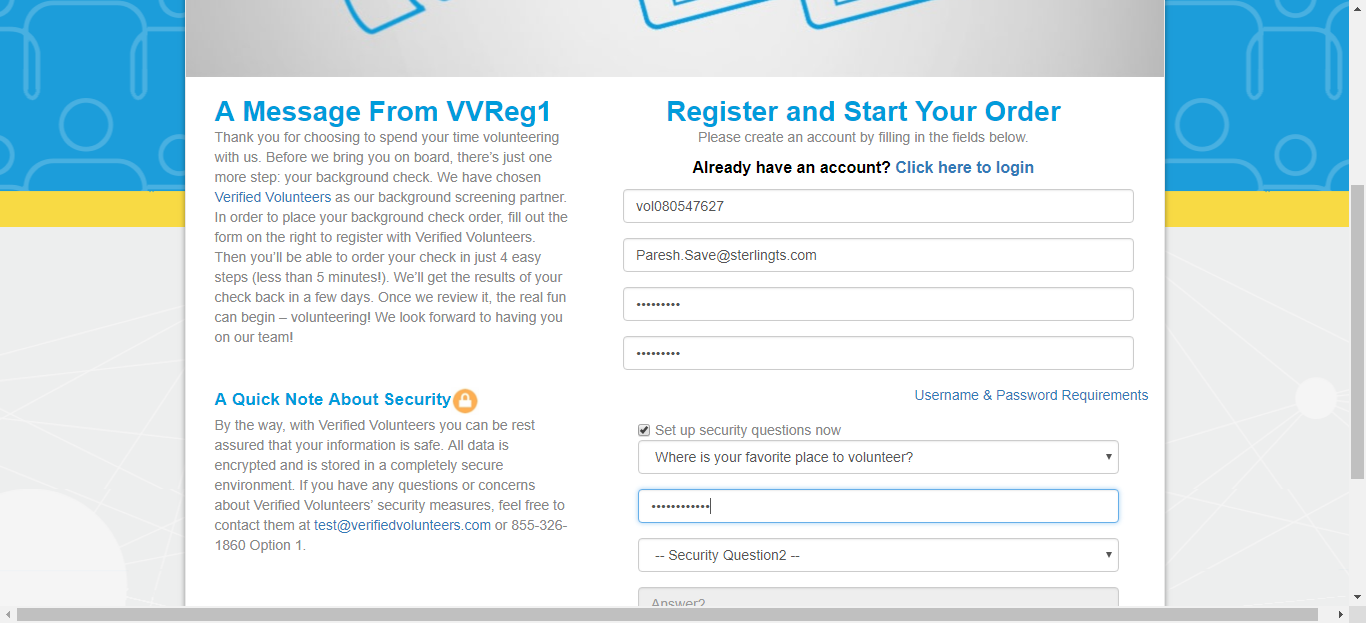 A Message From VVReg1
Thank you for choosing to spend your time volunteering
with us. Before we bring you on board, there's just one
more step: your background check. We have chosen
Verified Volunteers as our background screening partner.
In order to place your background check order, fill out the
form on the right to register with Verified Volunteers.
Then you'll be able to order your check in just 4 easy
steps (less than 5 minutes!). We'll get the results of your
check back in a few days. Once we review it, the real fun
can begin – volunteering! We look forward to having you
on our team!
A Quick Note About Security
By the way, with Verified Volunteers you can be rest
assured that your information is safe. All data is
encrypted and is stored in a completely secure
environment. If you have any questions or concerns
about Verified Volunteers' security measures, feel free to
contact them at test@verifiedvolunteers.com or 855-326-
1860 Option 1.
Register and Start Your Order
Please create an account by filling in the fields below.
Already have an account? Click here to login
vol080547627
Paresh.Save@sterlingts.com
•••••••••
•••••••••
Username & Password Requirements
Set up security questions now
Where is your favorite place to volunteer?
••••••••••••
-- Security Question2 --
Answer2